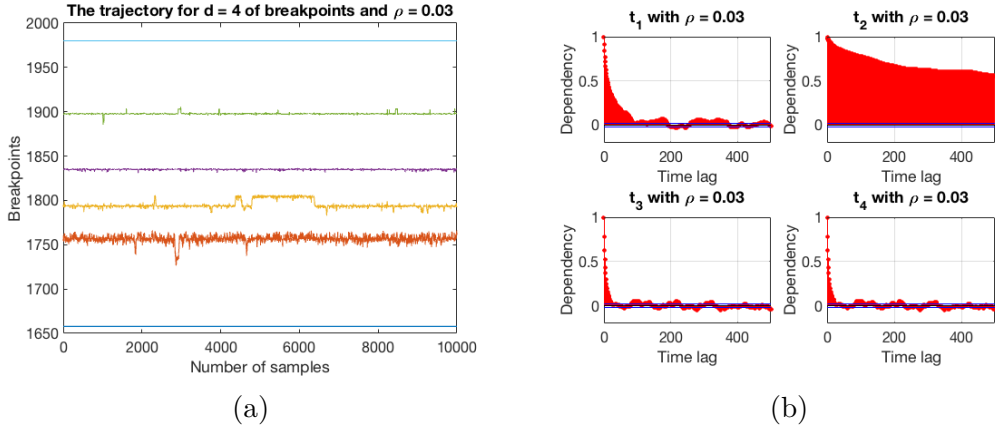 The trajectory for d = 4 of breakpoints and ρ = 0.03
2000
1950
1900
1850
1800
1750
1700
1650
Breakpoints
0
2000
4000
6000
8000
10000
Number of samples
(a)
t1 with ρ = 0.03
1
0.5
0
Dependency
0
200
400
Time lag
t2 with ρ = 0.03
1
0.5
0
Dependency
0
200
400
Time lag
t3 with ρ = 0.03
1
0.5
0
Dependency
0
200
400
Time lag
t4 with ρ = 0.03
1
0.5
0
Dependency
0
200
400
Time lag
(b)